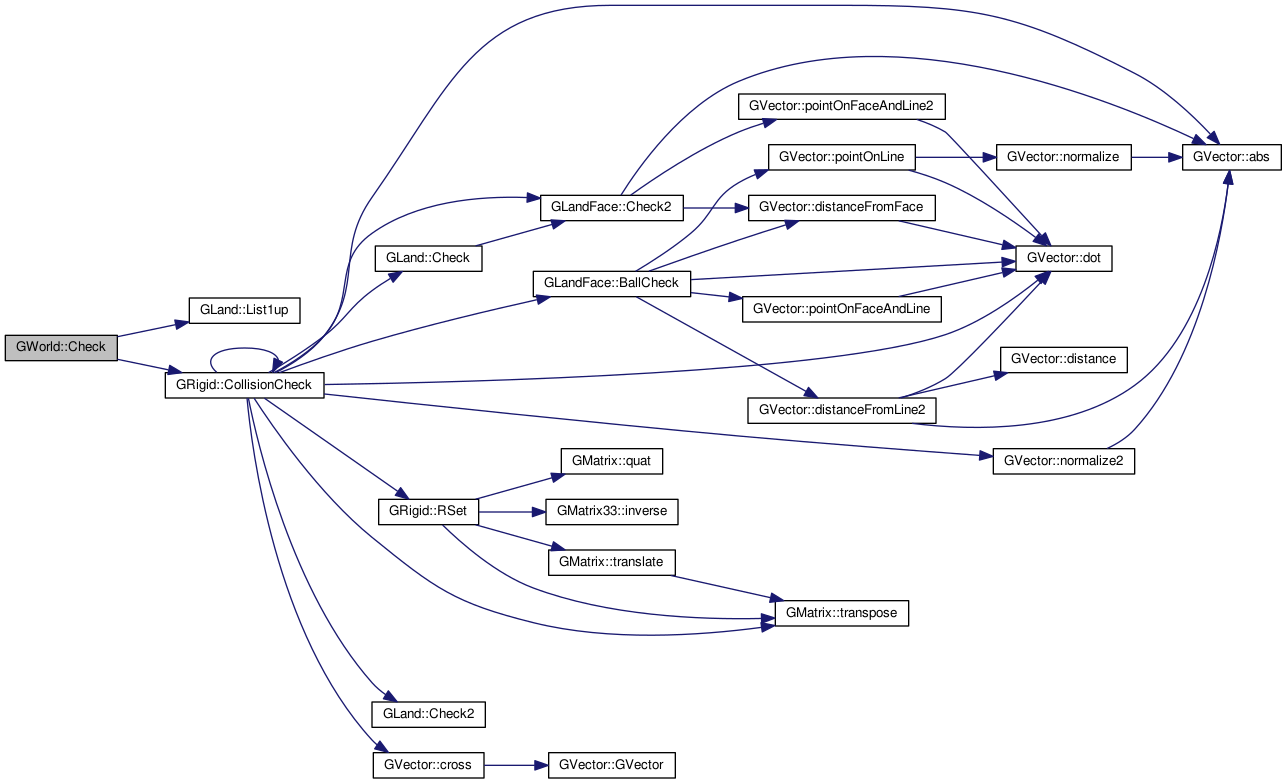 GVector::pointOnFaceAndLine2
GVector::pointOnLine
GVector::normalize
GVector::abs
GLandFace::Check2
GVector::distanceFromFace
GLand::Check
GVector::dot
GLandFace::BallCheck
GLand::List1up
GVector::pointOnFaceAndLine
GWorld::Check
GVector::distance
GRigid::CollisionCheck
GVector::distanceFromLine2
GMatrix::quat
GVector::normalize2
GRigid::RSet
GMatrix33::inverse
GMatrix::translate
GMatrix::transpose
GLand::Check2
GVector::cross
GVector::GVector